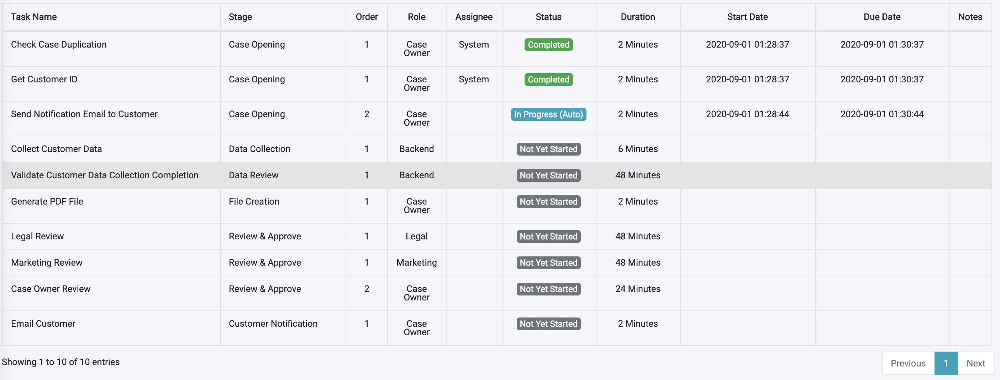 Task Name Stage Order Role Assignee Status Duration Start Date Due Date Notes
Check Case Duplication Case Opening 1 Case Owner System Completed 2 Minutes 2020-09-01 01:28:37 2020-09-01 01:30:37
Get Customer ID Case Opening 1 Case Owner System Completed 2 Minutes 2020-09-01 01:28:37 2020-09-01 01:30:37
Send Notification Email to Customer Case Opening 2 Case Owner In Progress (Auto) 2 Minutes 2020-09-01 01:28:44 2020-09-01 01:30:44
Collect Customer Data Data Collection 1 Backend Not Yet Started 6 Minutes
Validate Customer Data Collection Completion Data Review 1 Backend Not Yet Started 48 Minutes
Generate PDF File File Creation 1 Case Owner Not Yet Started 2 Minutes
Legal Review Review & Approve 1 Legal Not Yet Started 48 Minutes
Marketing Review Review & Approve 1 Marketing Not Yet Started 48 Minutes
Case Owner Review Review & Approve 2 Case Owner Not Yet Started 24 Minutes
Email Customer Customer Notification 1 Case Owner Not Yet Started 2 Minutes
Showing 1 to 10 of 10 entries Previous 1 Next